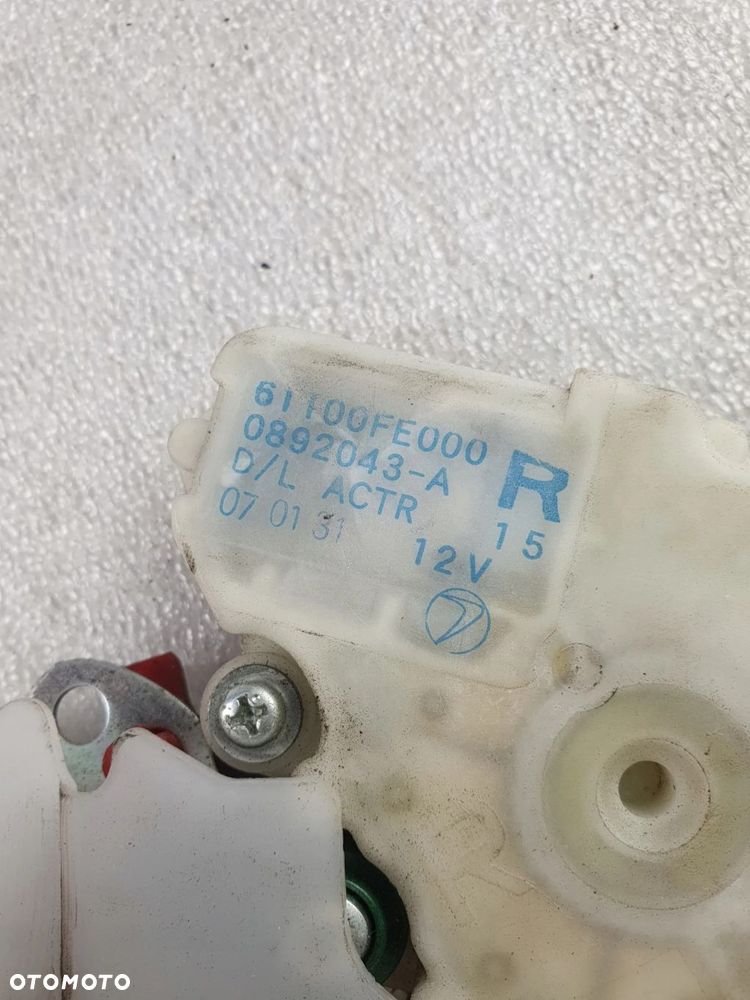 61100FE000
0892043-A
D/L ACTR
07 01 31
R
15
12V
OTOMOTO